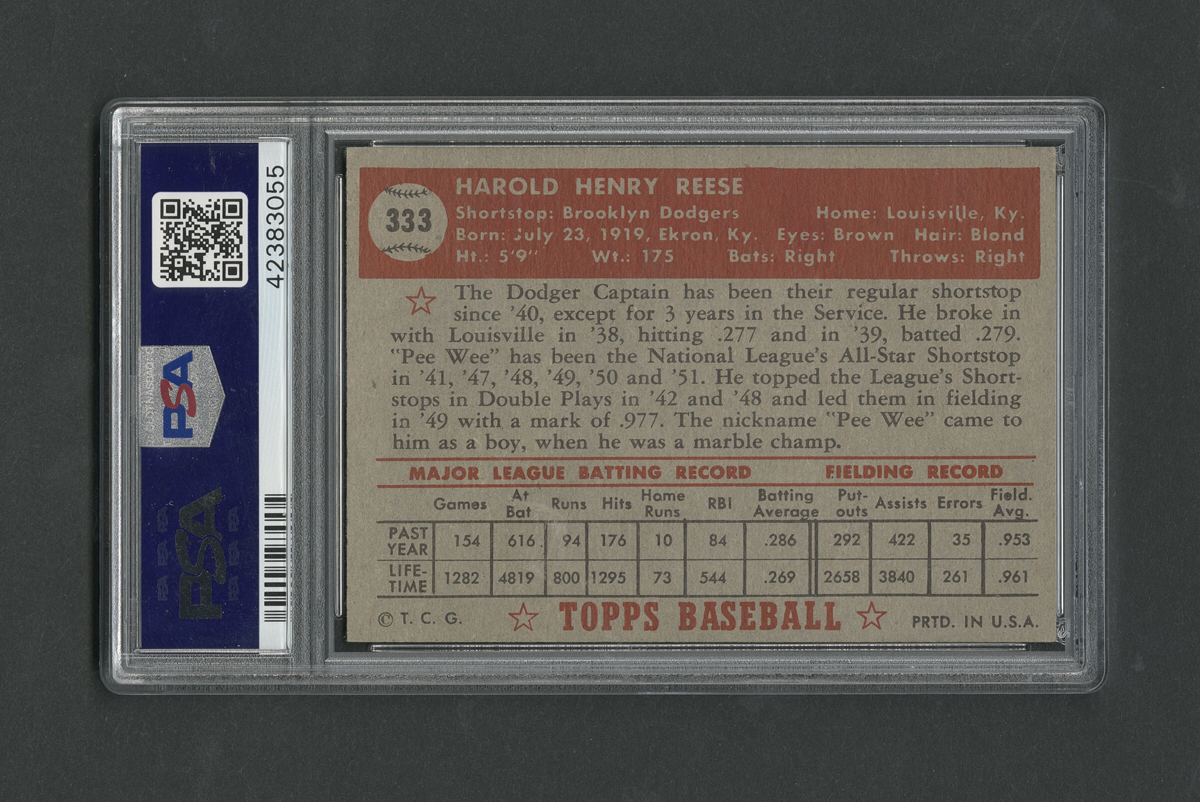 42383055
PSA
PSA
333
HAROLD HENRY REESE
Shortstop: Brooklyn Dodgers Home: Louisville, Ky.
Born: July 23, 1919, Ekron, Ky. Eyes: Brown Hair: Blond
Ht.: 5'9" Wt.: 175 Bats: Right Throws: Right
The Dodger Captain has been their regular shortstop
since '40, except for 3 years in the Service. He broke in
with Louisville in '38, hitting .277 and in '39, batted .279.
"Pee Wee" has been the National League's All-Star Shortstop
in '41, '47, '48, '49, '50 and '51. He topped the League's Short-
stops in Double Plays in '42 and '48 and led them in fielding
in '49 with a mark of .977. The nickname "Pee Wee" came to
him as a boy, when he was a marble champ.
MAJOR LEAGUE BATTING RECORD FIELDING RECORD
Games At Bat Runs Hits Home Runs RBI Batting Average Put-outs Assists Errors Field. Avg.
PAST YEAR 154 616 94 176 10 84 .286 292 422 35 .953
LIFE-TIME 1282 4819 800 1295 73 544 .269 2658 3840 261 .961
© T. C. G. TOPPS BASEBALL PRTD. IN U.S.A.